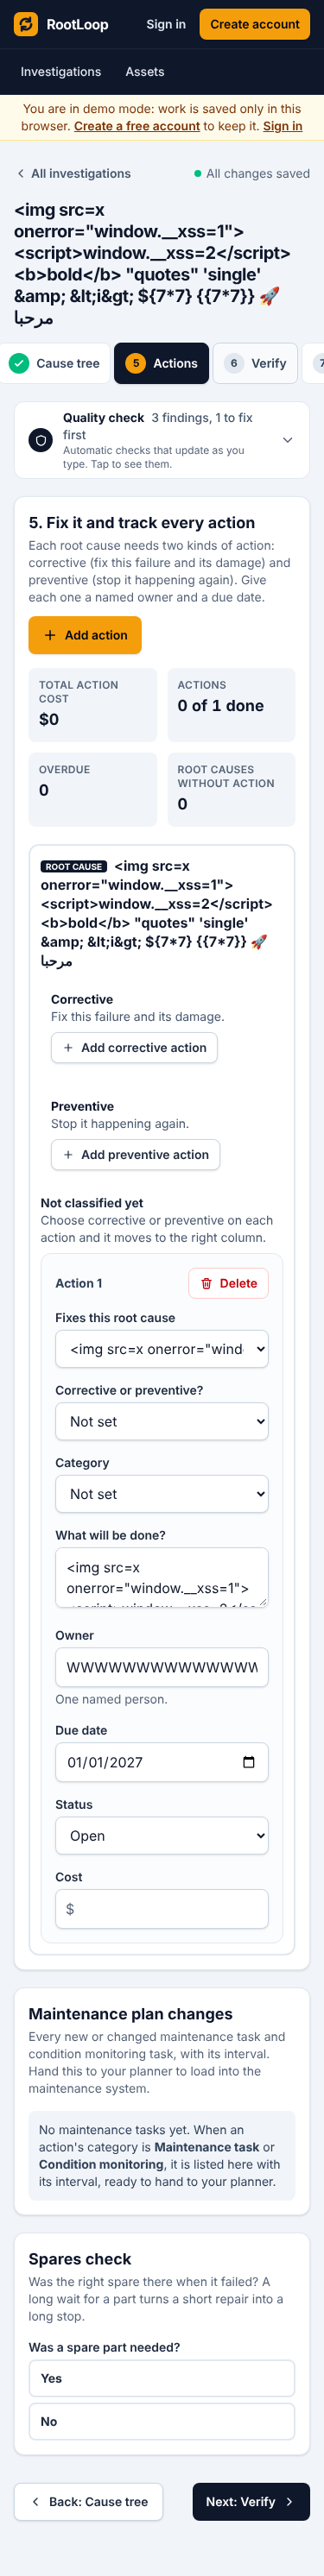 RootLoop
Sign in
Create account
Investigations
Assets
You are in demo mode: work is saved only in this
browser. Create a free account to keep it. Sign in
All investigations
All changes saved
<img src=x
onerror="window.__xss=1">
<script>window.__xss=2</script>
<b>bold</b> "quotes" 'single'
&amp; &lt;i&gt; ${7*7} {{7*7}} 🚀
مرحبا
Cause tree
5 Actions
6 Verify
7
Quality check 3 findings, 1 to fix
first
Automatic checks that update as you
type. Tap to see them.
5. Fix it and track every action
Each root cause needs two kinds of action:
corrective (fix this failure and its damage) and
preventive (stop it happening again). Give
each one a named owner and a due date.
Add action
TOTAL ACTION
COST
$0
ACTIONS
0 of 1 done
OVERDUE
0
ROOT CAUSES
WITHOUT ACTION
0
ROOT CAUSE <img src=x
onerror="window.__xss=1">
<script>window.__xss=2</script>
<b>bold</b> "quotes" 'single'
&amp; &lt;i&gt; ${7*7} {{7*7}} 🚀
مرحبا
Corrective
Fix this failure and its damage.
Add corrective action
Preventive
Stop it happening again.
Add preventive action
Not classified yet
Choose corrective or preventive on each
action and it moves to the right column.
Action 1
Delete
Fixes this root cause
<img src=x onerror="wind
Corrective or preventive?
Not set
Category
Not set
What will be done?
<img src=x
onerror="window.__xss=1">
Owner
WWWWWWWWWWWWWW
One named person.
Due date
01/01/2027
Status
Open
Cost
$
Maintenance plan changes
Every new or changed maintenance task and
condition monitoring task, with its interval.
Hand this to your planner to load into the
maintenance system.
No maintenance tasks yet. When an
action's category is Maintenance task or
Condition monitoring, it is listed here with
its interval, ready to hand to your planner.
Spares check
Was the right spare there when it failed? A
long wait for a part turns a short repair into a
long stop.
Was a spare part needed?
Yes
No
Back: Cause tree
Next: Verify